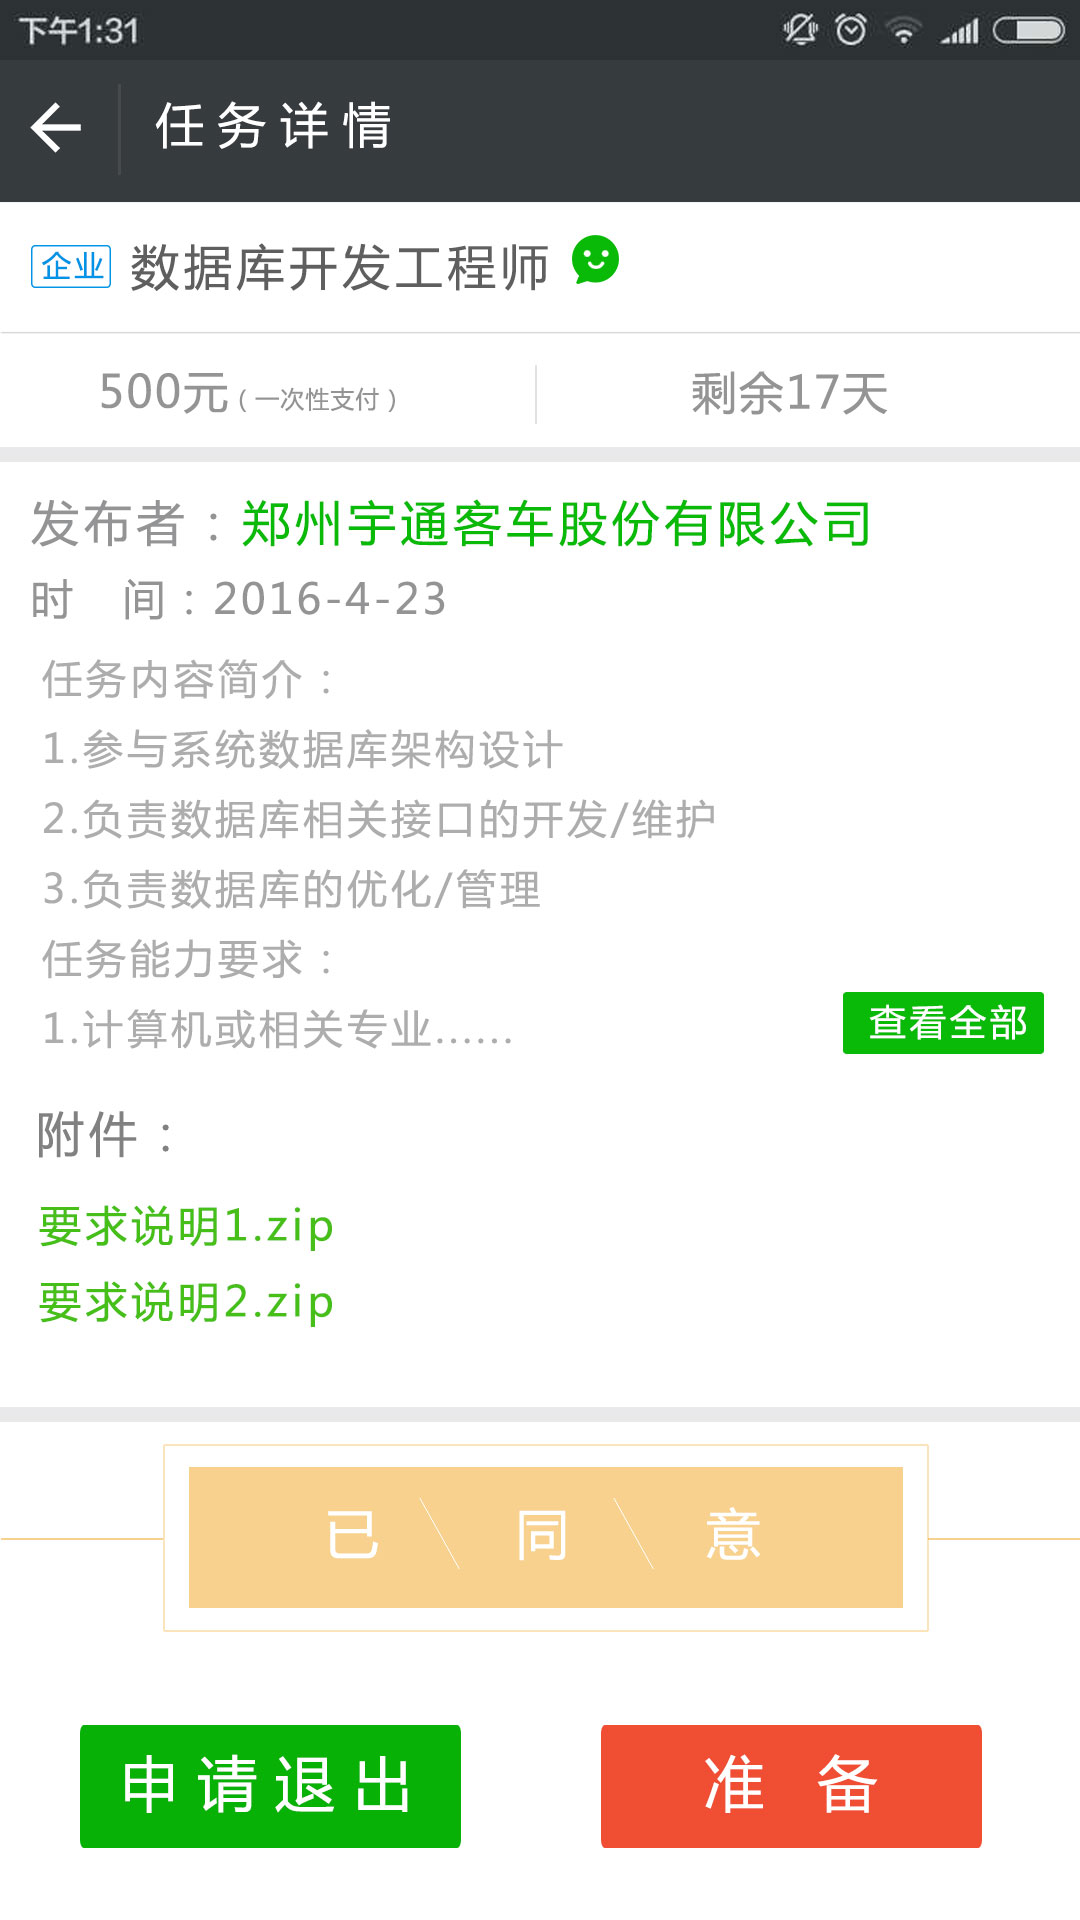 下午1:31
任务详情
企业 数据库开发工程师
500元（一次性支付） 剩余17天
发布者：郑州宇通客车股份有限公司
时 间：2016-4-23
任务内容简介：
1.参与系统数据库架构设计
2.负责数据库相关接口的开发/维护
3.负责数据库的优化/管理
任务能力要求：
1.计算机或相关专业......
查看全部
附件：
要求说明1.zip
要求说明2.zip
已 同 意
申请退出 准 备